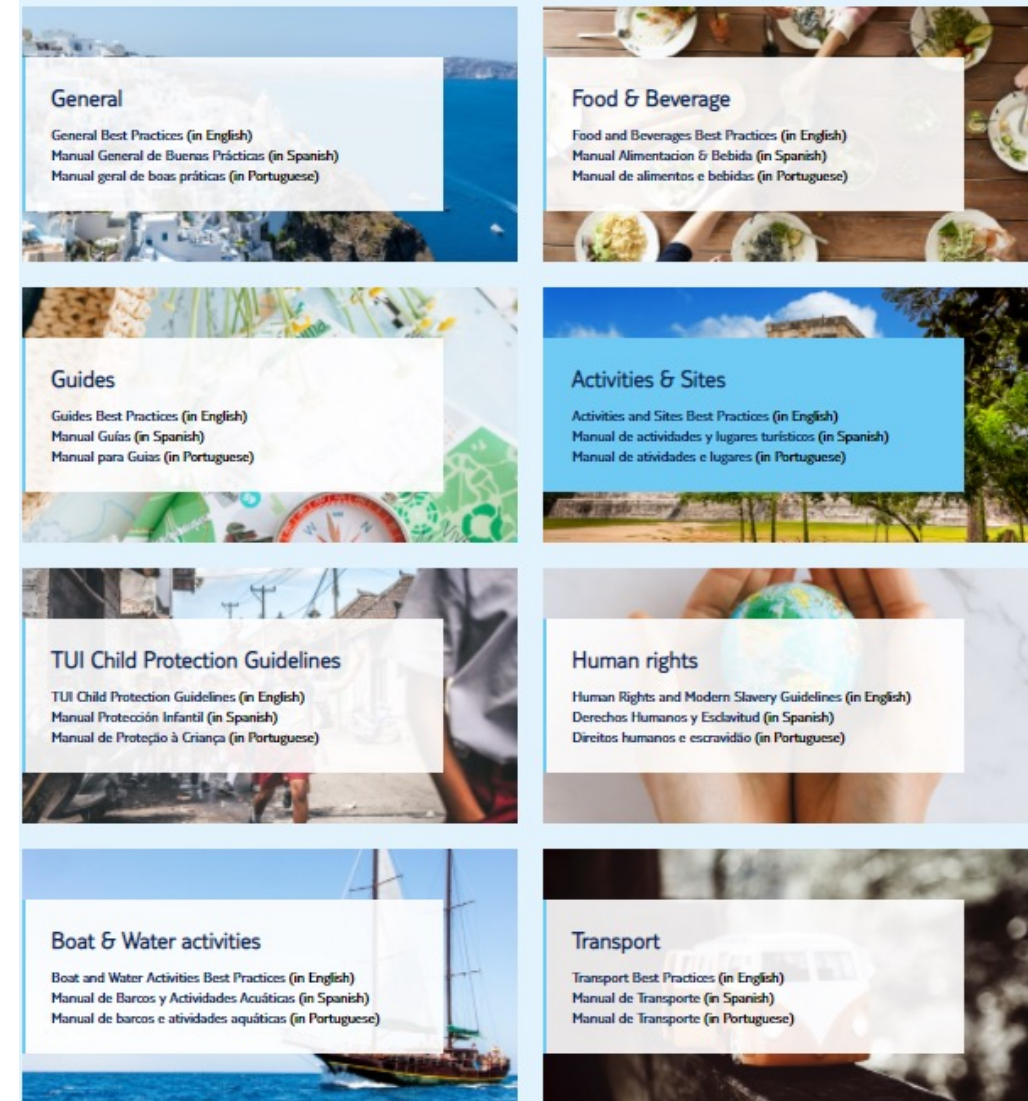 General
General Best Practices (in English)
Manual General de Buenas Prácticas (in Spanish)
Manual geral de boas práticas (in Portuguese)
Food & Beverage
Food and Beverages Best Practices (in English)
Manual Alimentacion & Bebida (in Spanish)
Manual de alimentos e bebidas (in Portuguese)
Guides
Guides Best Practices (in English)
Manual Guías (in Spanish)
Manual para Guias (in Portuguese)
Activities & Sites
Activities and Sites Best Practices (in English)
Manual de actividades y lugares turísticos (in Spanish)
Manual de atividades e lugares (in Portuguese)
TUI Child Protection Guidelines
TUI Child Protection Guidelines (in English)
Manual Protección Infantil (in Spanish)
Manual de Proteção à Criança (in Portuguese)
Human rights
Human Rights and Modern Slavery Guidelines (in English)
Derechos Humanos y Esclavitud (in Spanish)
Direitos humanos e escravidão (in Portuguese)
Boat & Water activities
Boat and Water Activities Best Practices (in English)
Manual de Barcos y Actividades Acuáticas (in Spanish)
Manual de barcos e atividades aquáticas (in Portuguese)
Transport
Transport Best Practices (in English)
Manual de Transporte (in Spanish)
Manual de Transporte (in Portuguese)